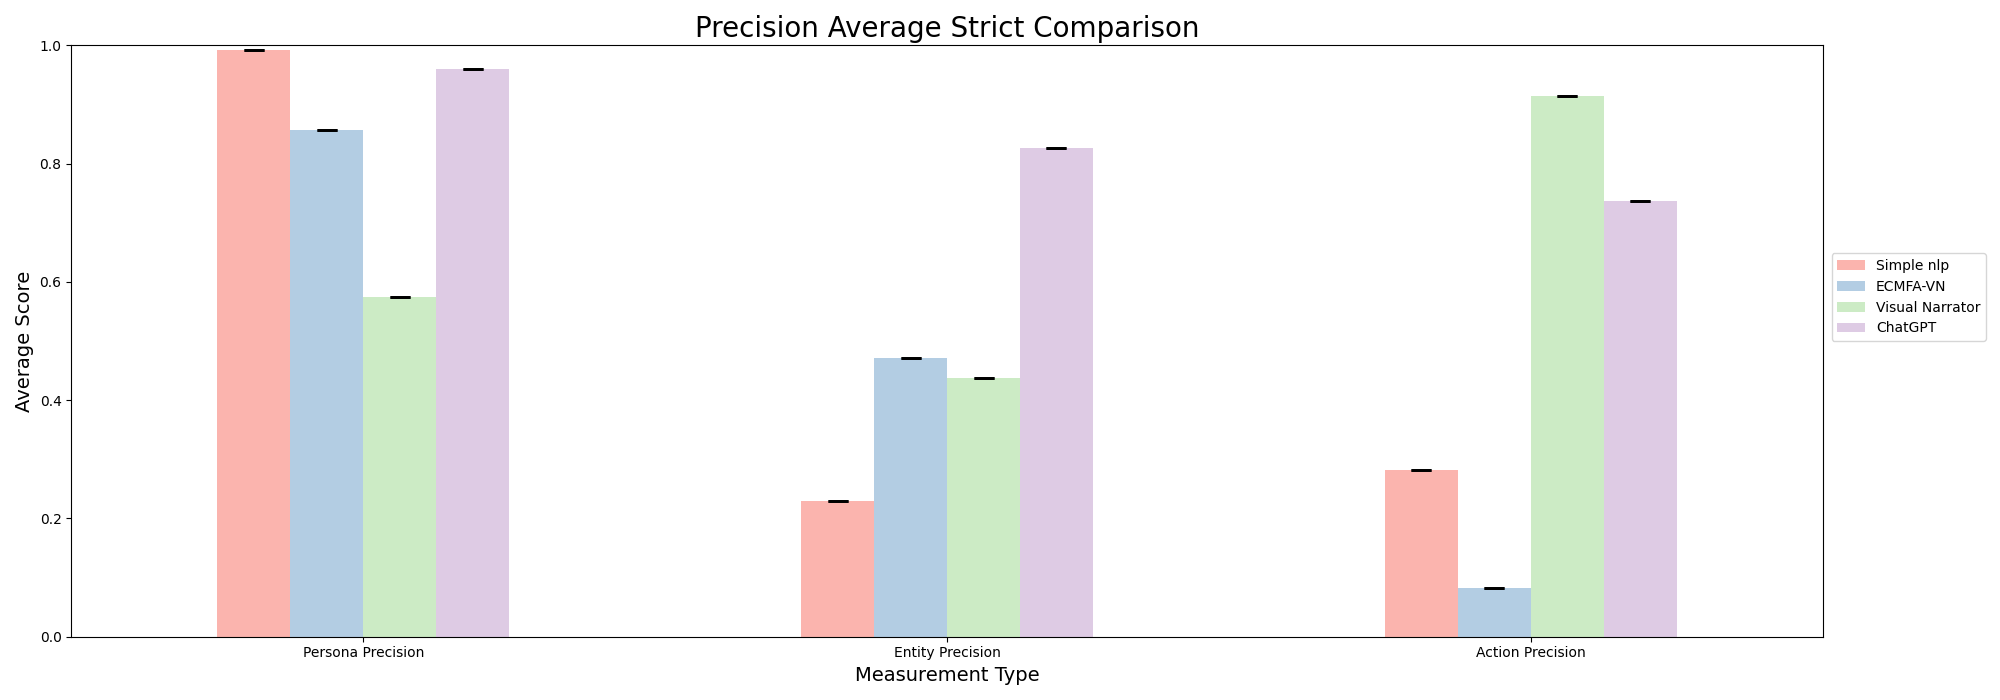 Precision Average Strict Comparison
Average Score
1.0
0.8
0.6
0.4
0.2
0.0
Persona Precision
Entity Precision
Action Precision
Measurement Type
Simple nlp
ECMFA-VN
Visual Narrator
ChatGPT